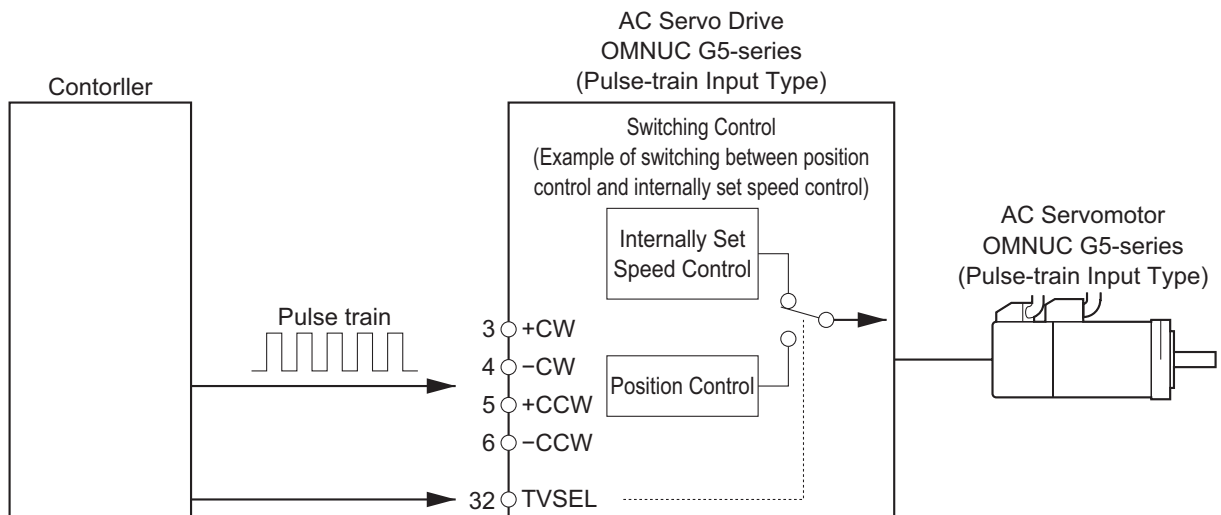 AC Servo Drive
OMNUC G5-series
(Pulse-train Input Type)
Contorller
Switching Control
(Example of switching between position
control and internally set speed control)
Internally Set
Speed Control
AC Servomotor
OMNUC G5-series
(Pulse-train Input Type)
Pulse train
3 +CW
4 −CW
Position Control
5 +CCW
6 −CCW
32 TVSEL